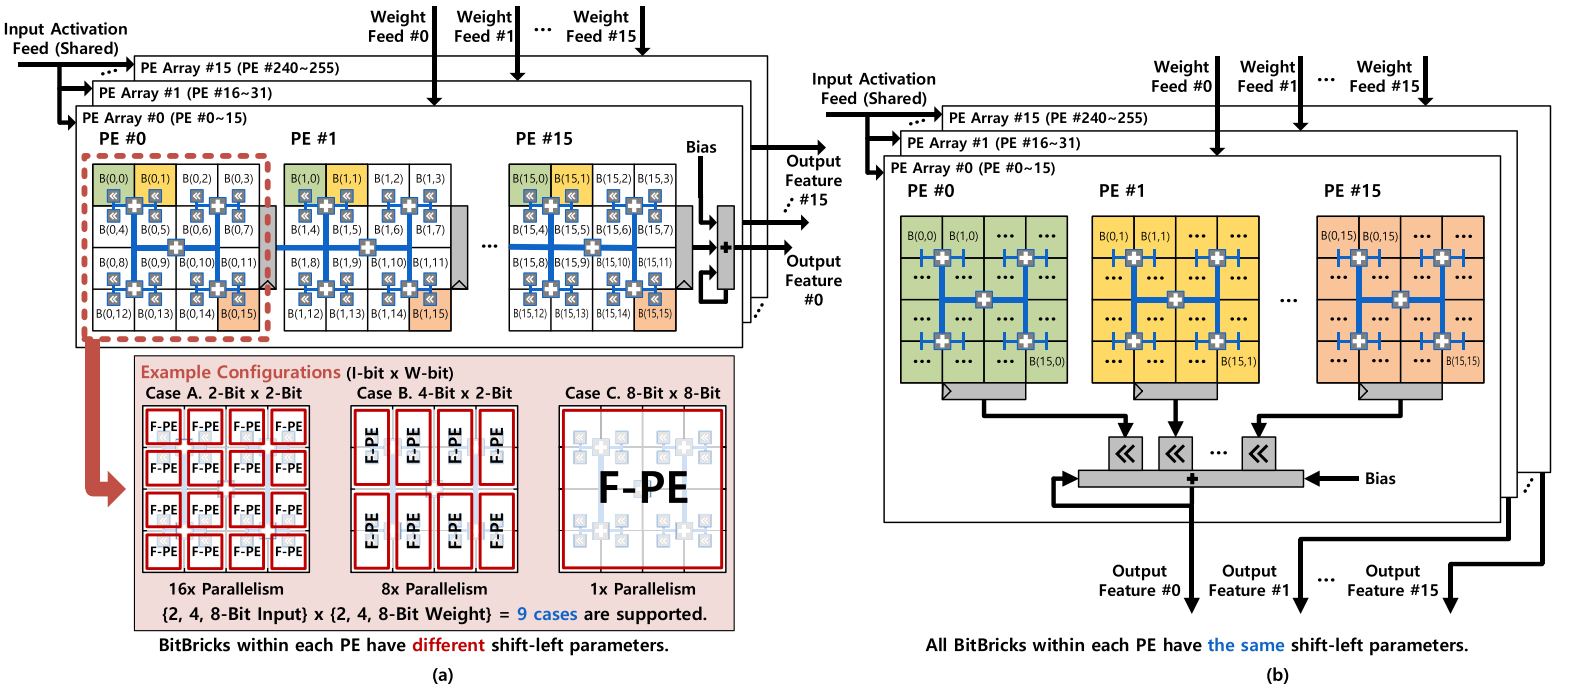 Input Activation
Feed (Shared)
Weight
Feed #0
Weight
Feed #1
...
Weight
Feed #15
PE Array #15 (PE #240~255)
PE Array #1 (PE #16~31)
PE Array #0 (PE #0~15)
PE #0
PE #1
PE #15
B(0,0) B(0,1) B(0,2) B(0,3)
B(0,4) B(0,5) B(0,6) B(0,7)
B(0,8) B(0,9) B(0,10) B(0,11)
B(0,12) B(0,13) B(0,14) B(0,15)
B(1,0) B(1,1) B(1,2) B(1,3)
B(1,4) B(1,5) B(1,6) B(1,7)
B(1,8) B(1,9) B(1,10) B(1,11)
B(1,12) B(1,13) B(1,14) B(1,15)
...
B(15,0) B(15,1) B(15,2) B(15,3)
B(15,4) B(15,5) B(15,6) B(15,7)
B(15,8) B(15,9) B(15,10) B(15,11)
B(15,12) B(15,13) B(15,14) B(15,15)
Bias
+
Output
Feature
#15
Output
Feature
#0
Example Configurations (I-bit x W-bit)
Case A. 2-Bit x 2-Bit
Case B. 4-Bit x 2-Bit
Case C. 8-Bit x 8-Bit
F-PE F-PE F-PE F-PE
F-PE F-PE F-PE F-PE
F-PE F-PE F-PE F-PE
F-PE F-PE F-PE F-PE
F-PE F-PE F-PE F-PE
F-PE F-PE F-PE F-PE
F-PE
16x Parallelism
8x Parallelism
1x Parallelism
{2, 4, 8-Bit Input} x {2, 4, 8-Bit Weight} = 9 cases are supported.
BitBricks within each PE have different shift-left parameters.
(a)
Input Activation
Feed (Shared)
Weight
Feed #0
Weight
Feed #1
...
Weight
Feed #15
PE Array #15 (PE #240~255)
PE Array #1 (PE #16~31)
PE Array #0 (PE #0~15)
PE #0
PE #1
PE #15
B(0,0) B(1,0) ... ...
... ... ...
... ... ...
... ... B(15,0)
B(0,1) B(1,1) ... ...
... ... ...
... ... ...
... ... B(15,1)
...
B(0,15) B(0,15) ... ...
... ... ...
... ... ...
... ... B(15,15)
...
+
Bias
Output
Feature #0
Output
Feature #1
...
Output
Feature #15
All BitBricks within each PE have the same shift-left parameters.
(b)